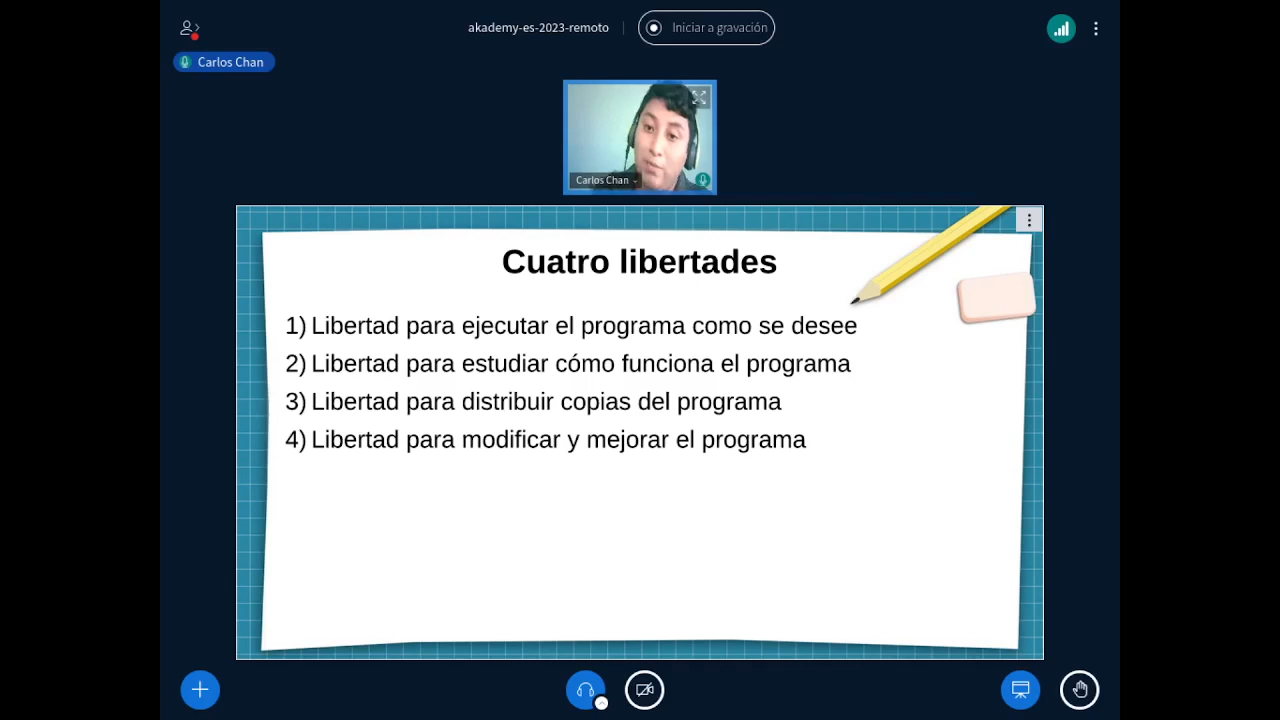 akademy-es-2023-remoto
Iniciar a gravación
Carlos Chan
Carlos Chan
Cuatro libertades
1) Libertad para ejecutar el programa como se desee
2) Libertad para estudiar cómo funciona el programa
3) Libertad para distribuir copias del programa
4) Libertad para modificar y mejorar el programa